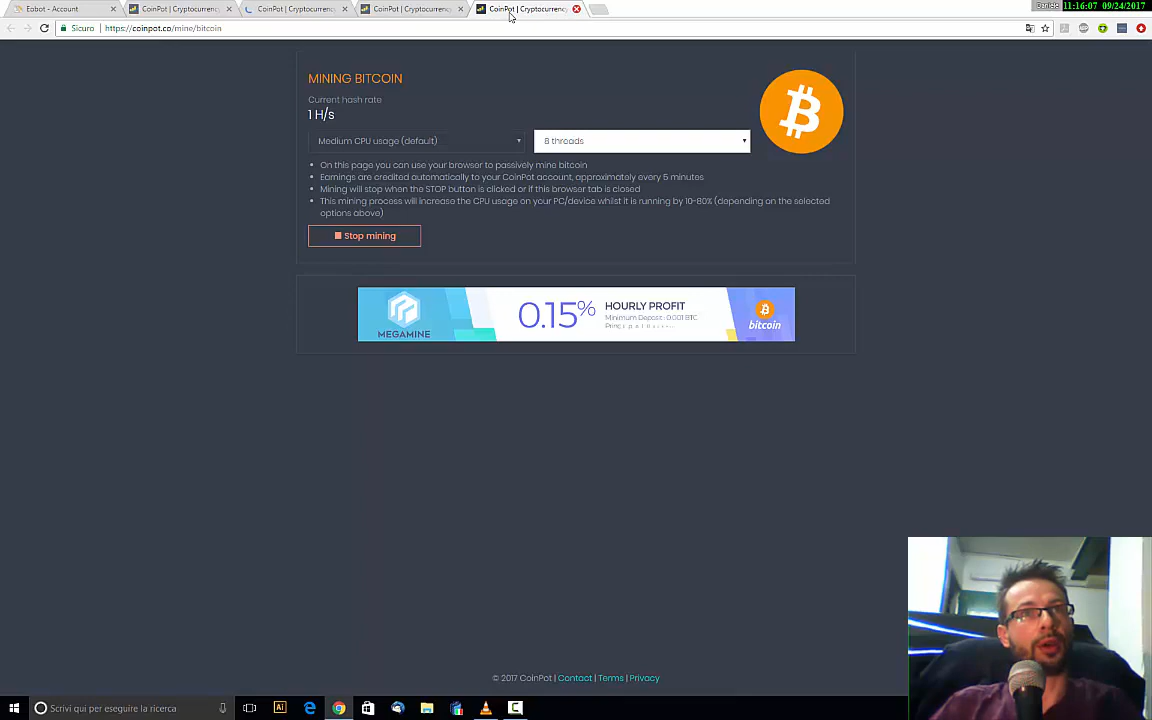 Eobot - Account
CoinPot | Cryptocurrency
CoinPot | Cryptocurrency
CoinPot | Cryptocurrency
CoinPot | Cryptocurrency
Daniele
11:16:07 09/24/2017
Sicuro
https://coinpot.co/mine/bitcoin
MINING BITCOIN
Current hash rate
1 H/s
Medium CPU usage (default)
8 threads
• On this page you can use your browser to passively mine bitcoin
• Earnings are credited automatically to your CoinPot account, approximately every 5 minutes
• Mining will stop when the STOP button is clicked or if this browser tab is closed
• This mining process will increase the CPU usage on your PC/device whilst it is running by 10-80% (depending on the selected
options above)
Stop mining
MEGAMINE
0.15%
HOURLY PROFIT
Minimum Deposit : 0.001 BTC
bitcoin
© 2017 CoinPot | Contact | Terms | Privacy
Scrivi qui per eseguire la ricerca